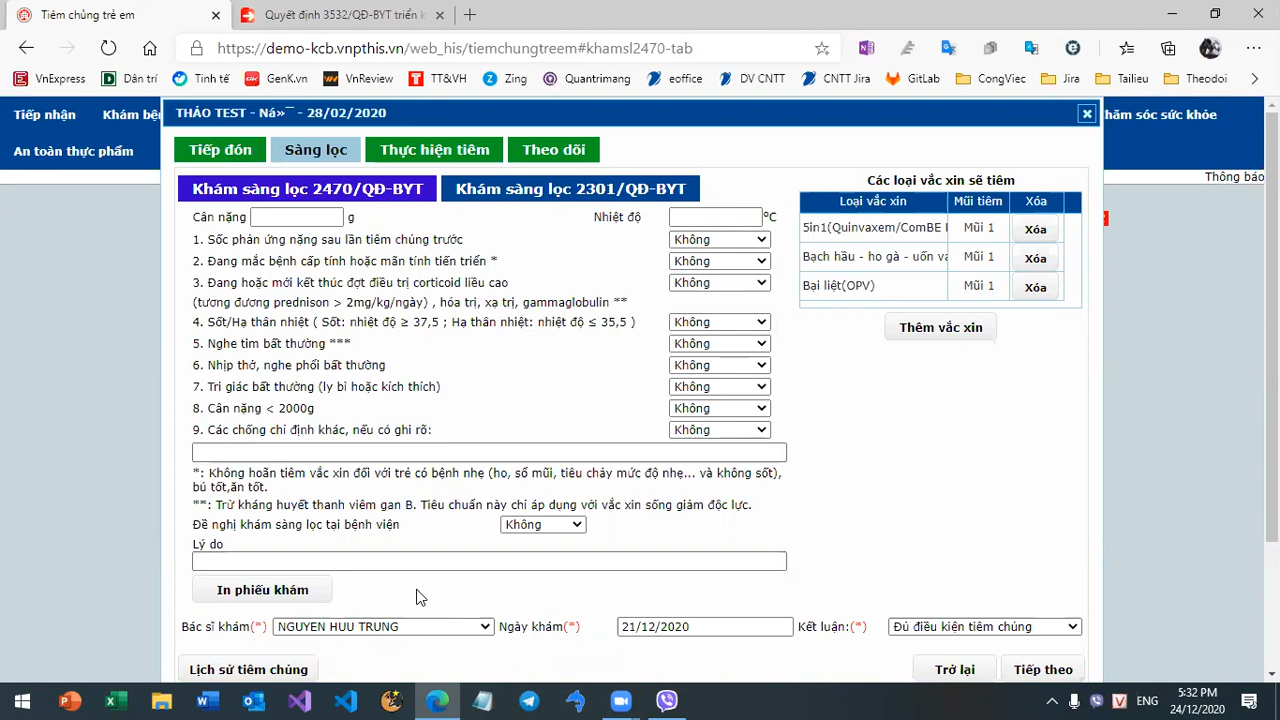 Tiêm chủng trẻ em
Quyết định 3532/QĐ-BYT triển k
https://demo-kcb.vnpthis.vn/web_his/tiemchungtreem#khamsl2470-tab
VnExpress Dân trí Tinh tế GenK.vn VnReview TT&VH Zing Quantrimang eoffice DV CNTT CNTT Jira GitLab CongViec Jira Tailieu Theodoi
Tiếp nhận Khám bệ
hăm sóc sức khỏe
An toàn thực phẩm
Thông báo
THẢO TEST - Ná»¯ - 28/02/2020
Tiếp đón Sàng lọc Thực hiện tiêm Theo dõi
Khám sàng lọc 2470/QĐ-BYT Khám sàng lọc 2301/QĐ-BYT
Cân nặng g Nhiệt độ ºC
1. Sốc phản ứng nặng sau lần tiêm chủng trước Không
2. Đang mắc bệnh cấp tính hoặc mãn tính tiến triển * Không
3. Đang hoặc mới kết thúc đợt điều trị corticoid liều cao Không
(tương đương prednison > 2mg/kg/ngày) , hóa trị, xạ trị, gammaglobulin **
4. Sốt/Hạ thân nhiệt ( Sốt: nhiệt độ ≥ 37,5 ; Hạ thân nhiệt: nhiệt độ ≤ 35,5 ) Không
5. Nghe tim bất thường *** Không
6. Nhịp thở, nghe phổi bất thường Không
7. Tri giác bất thường (ly bì hoặc kích thích) Không
8. Cân nặng < 2000g Không
9. Các chống chỉ định khác, nếu có ghi rõ: Không
*: Không hoãn tiêm vắc xin đối với trẻ có bệnh nhẹ (ho, sổ mũi, tiêu chảy mức độ nhẹ... và không sốt),
bú tốt,ăn tốt.
**: Trừ kháng huyết thanh viêm gan B. Tiêu chuẩn này chỉ áp dụng với vắc xin sống giảm độc lực.
Đề nghị khám sàng lọc tại bệnh viện Không
Lý do
In phiếu khám
Các loại vắc xin sẽ tiêm
Loại vắc xin Mũi tiêm Xóa
5in1(Quinvaxem/ComBE Mũi 1 Xóa
Bạch hầu - ho gà - uốn vá Mũi 1 Xóa
Bại liệt(OPV) Mũi 1 Xóa
Thêm vắc xin
Bác sĩ khám(*) NGUYEN HUU TRUNG Ngày khám(*) 21/12/2020 Kết luận:(*) Đủ điều kiện tiêm chủng
Lịch sử tiêm chủng Trở lại Tiếp theo
ENG
5:32 PM
24/12/2020